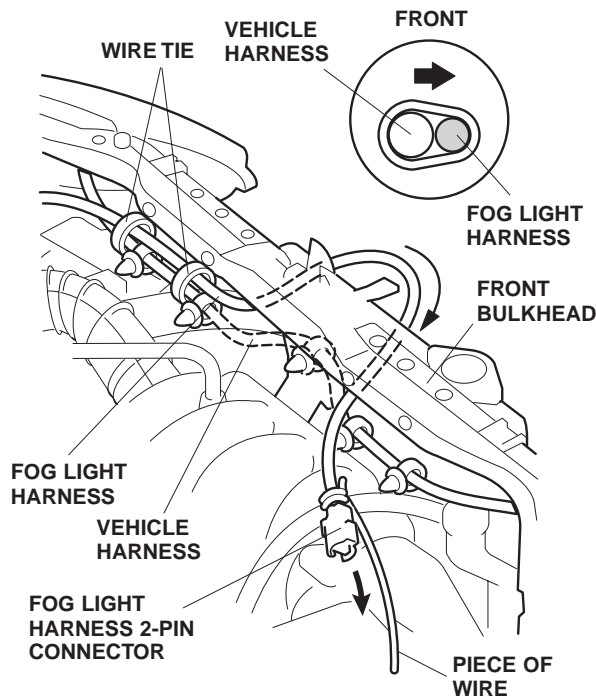 FRONT
VEHICLE
HARNESS
WIRE TIE
FOG LIGHT
HARNESS
FRONT
BULKHEAD
FOG LIGHT
HARNESS
VEHICLE
HARNESS
FOG LIGHT
HARNESS 2-PIN
CONNECTOR
PIECE OF
WIRE